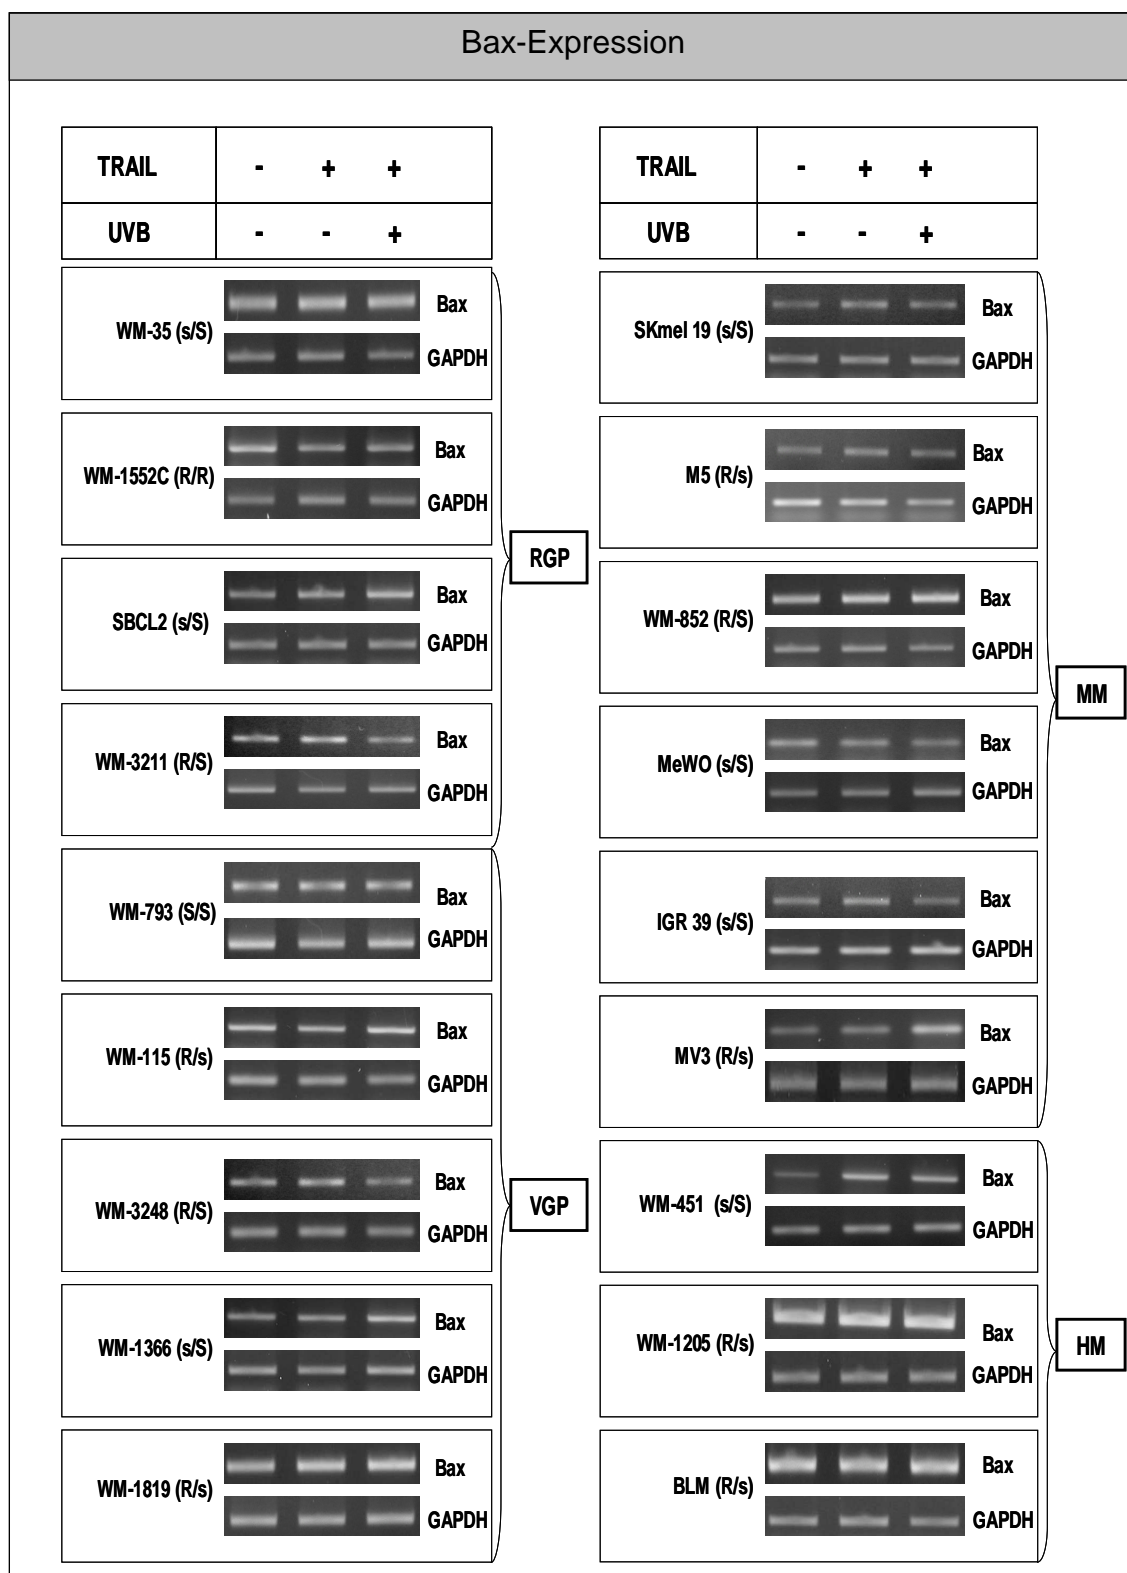 Bax-Expression
TRAIL - + +
UVB - - +
WM-35 (s/S)
Bax
GAPDH
WM-1552C (R/R)
Bax
GAPDH
SBCL2 (s/S)
Bax
GAPDH
WM-3211 (R/S)
Bax
GAPDH
RGP
WM-793 (S/S)
Bax
GAPDH
WM-115 (R/s)
Bax
GAPDH
WM-3248 (R/S)
Bax
GAPDH
WM-1366 (s/S)
Bax
GAPDH
WM-1819 (R/s)
Bax
GAPDH
VGP
TRAIL - + +
UVB - - +
SKmel 19 (s/S)
Bax
GAPDH
M5 (R/s)
Bax
GAPDH
WM-852 (R/S)
Bax
GAPDH
MeWO (s/S)
Bax
GAPDH
IGR 39 (s/S)
Bax
GAPDH
MV3 (R/s)
Bax
GAPDH
MM
WM-451 (s/S)
Bax
GAPDH
WM-1205 (R/s)
Bax
GAPDH
BLM (R/s)
Bax
GAPDH
HM